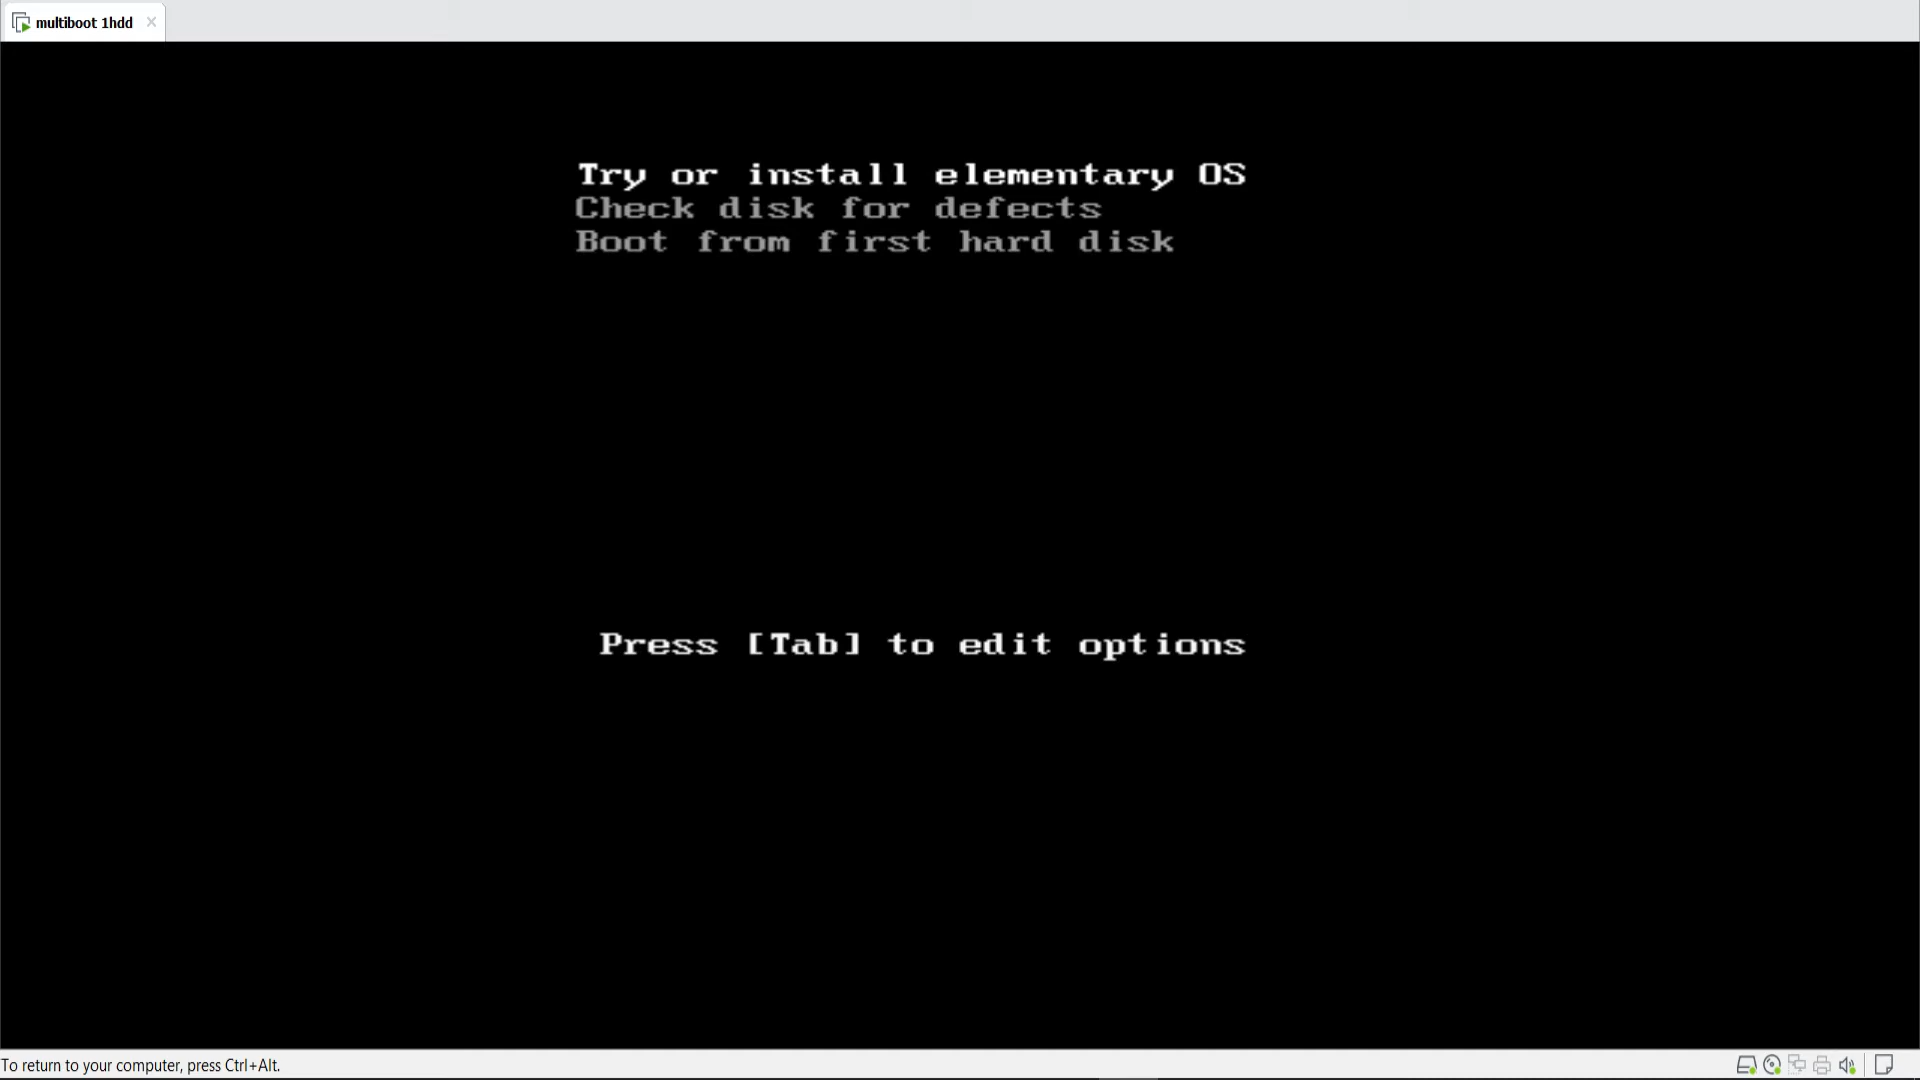 multiboot 1hdd
Try or install elementary OS
Check disk for defects
Boot from first hard disk
Press [Tab] to edit options
To return to your computer, press Ctrl+Alt.